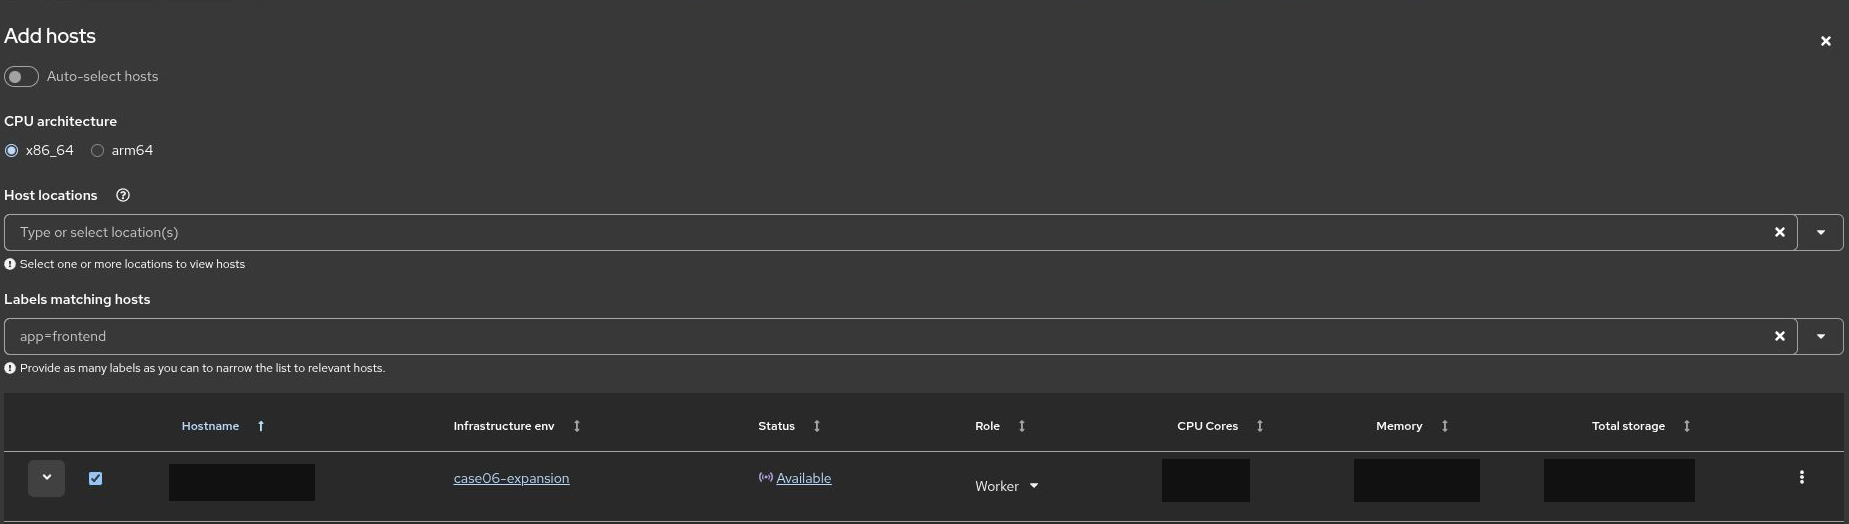 Add hosts
Auto-select hosts
CPU architecture
x86_64 arm64
Host locations
Type or select location(s)
Select one or more locations to view hosts
Labels matching hosts
app=frontend
Provide as many labels as you can to narrow the list to relevant hosts.
Hostname Infrastructure env Status Role CPU Cores Memory Total storage
case06-expansion Available Worker